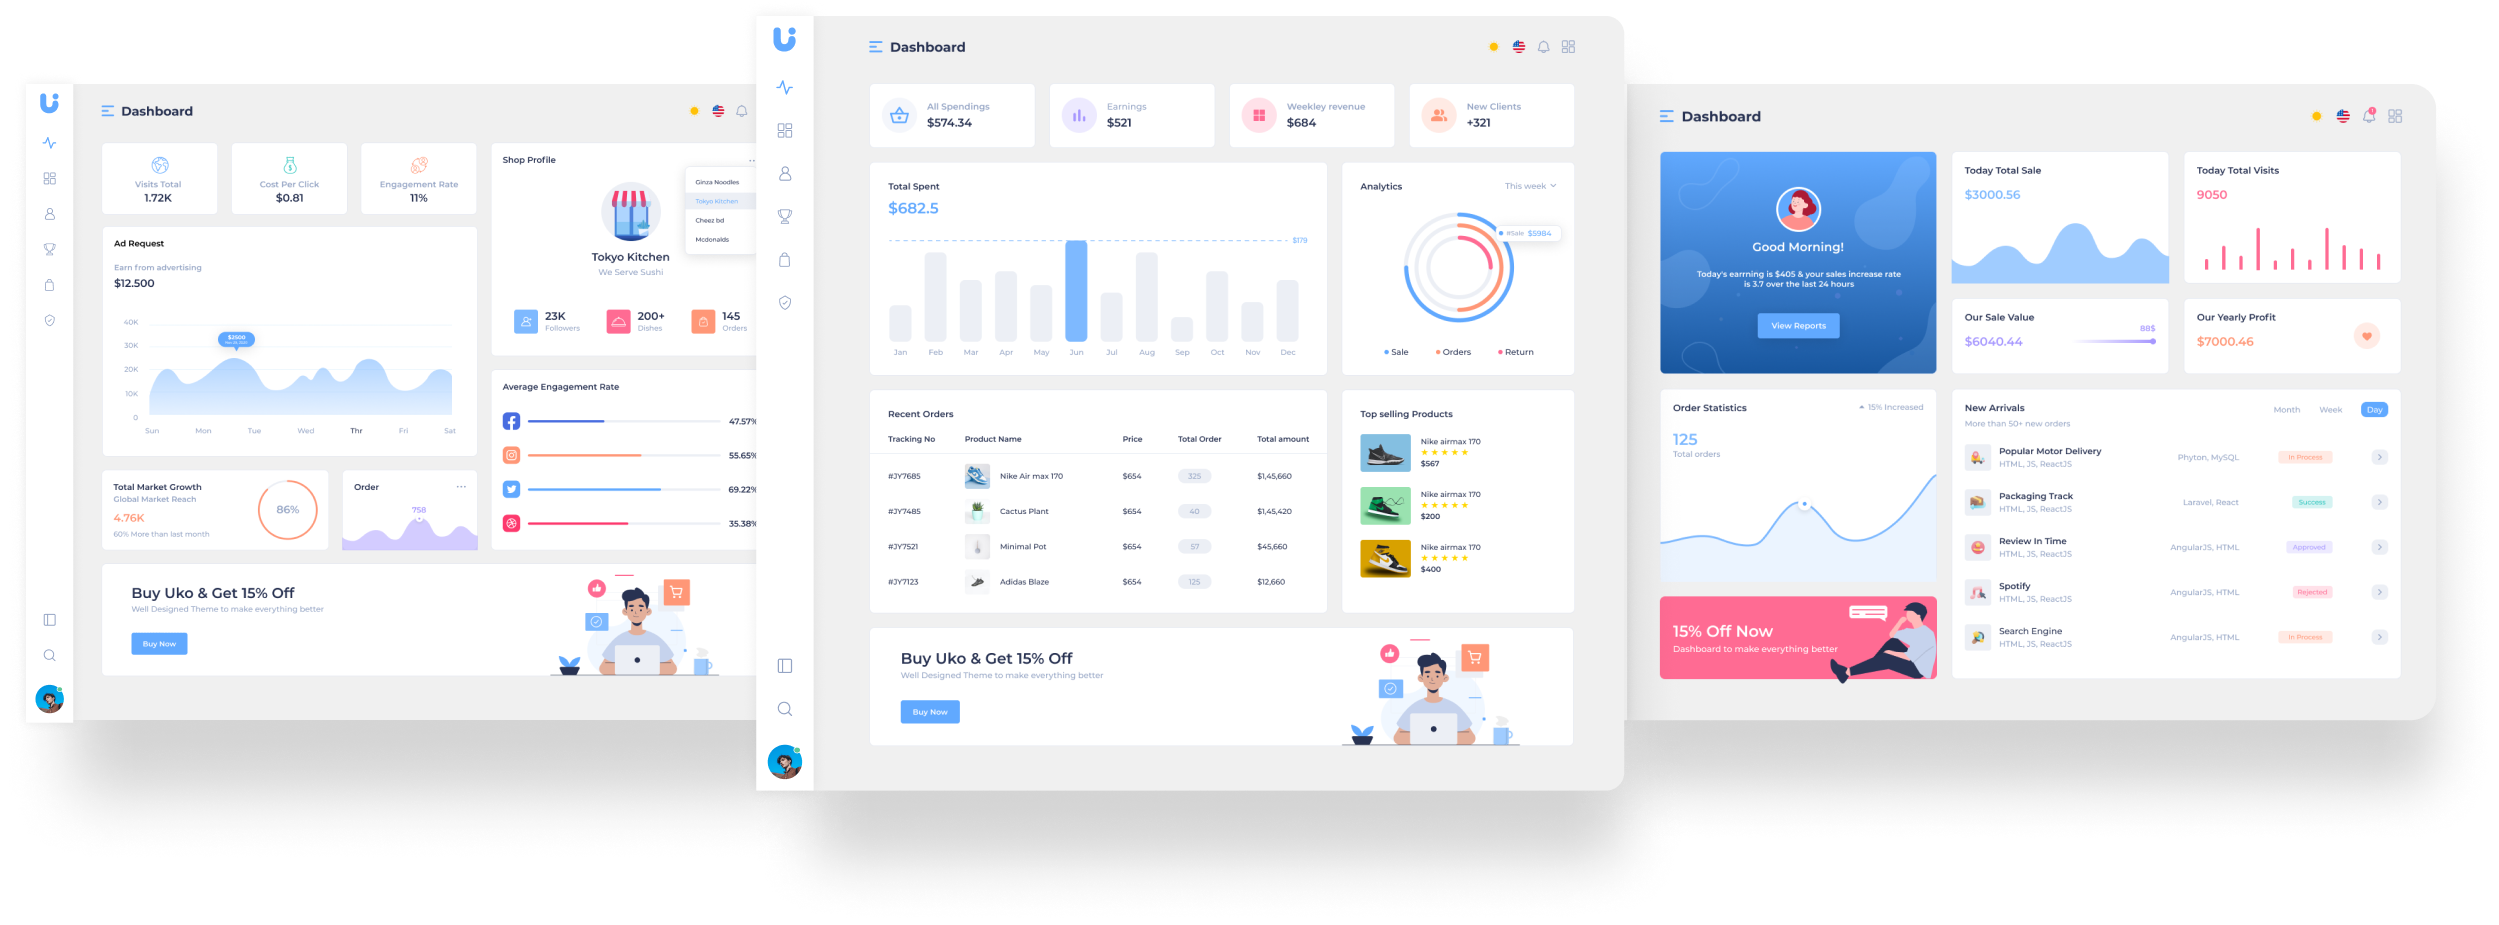 Dashboard
Visits Total
1.72K
Cost Per Click
$0.81
Engagement Rate
11%
Ad Request
Earn from advertising
$12.500
40K
30K
20K
10K
0
$2500
Sun Mon Tue Wed Thr Fri Sat
Total Market Growth
Global Market Reach
4.76K
60% More than last month
86%
Order
758
Shop Profile
Ginza Noodles
Tokyo Kitchen
Cheez bd
Mcdonalds
Tokyo Kitchen
We Serve Sushi
23K
Followers
200+
Dishes
145
Orders
Average Engagement Rate
47.57%
55.65%
69.22%
35.38%
Buy Uko & Get 15% Off
Well Designed Theme to make everything better
Buy Now
Dashboard
All Spendings
$574.34
Earnings
$521
Weekley revenue
$684
New Clients
+321
Total Spent
$682.5
$179
Jan Feb Mar Apr May Jun Jul Aug Sep Oct Nov Dec
Analytics
This week
#Sale $5984
Sale Orders Return
Recent Orders
Tracking No Product Name Price Total Order Total amount
#JY7685 Nike Air max 170 $654 325 $1,45,660
#JY7485 Cactus Plant $654 40 $1,45,420
#JY7521 Minimal Pot $654 57 $45,660
#JY7123 Adidas Blaze $654 125 $12,660
Top selling Products
Nike airmax 170
$567
Nike airmax 170
$200
Nike airmax 170
$400
Buy Uko & Get 15% Off
Well Designed Theme to make everything better
Buy Now
Dashboard
Good Morning!
Today's earrning is $405 & your sales increase rate
is 3.7 over the last 24 hours
View Reports
Today Total Sale
$3000.56
Today Total Visits
9050
Our Sale Value
$6040.44
88$
Our Yearly Profit
$7000.46
Order Statistics
15% Increased
125
Total orders
15% Off Now
Dashboard to make everything better
New Arrivals
More than 50+ new orders
Month Week Day
Popular Motor Delivery
HTML, JS, ReactJS
Phyton, MySQL
In Process
Packaging Track
HTML, JS, ReactJS
Laravel, React
Success
Review In Time
HTML, JS, ReactJS
AngularJS, HTML
Approved
Spotify
HTML, JS, ReactJS
AngularJS, HTML
Rejected
Search Engine
HTML, JS, ReactJS
AngularJS, HTML
In Process